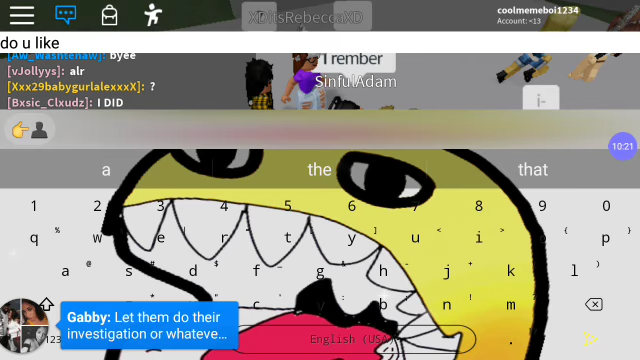 XDItsRebeccaXD
coolmemeboi1234
Account: <13
do u like
[Aw_Washtenaw]: byee
I rember
[vJollyys]: alr
SinfulAdam
[Xxx29babygurlalexxxX]: ?
[Bxsic_Clxudz]: I DID
i-
10:21
a the that
1 2 3 4 5 6 7 8 9 0
q w e r t y u i o p
a s d f g h j k l
c v b n m
Gabby: Let them do their
investigation or whateve...
123 English (USA) .